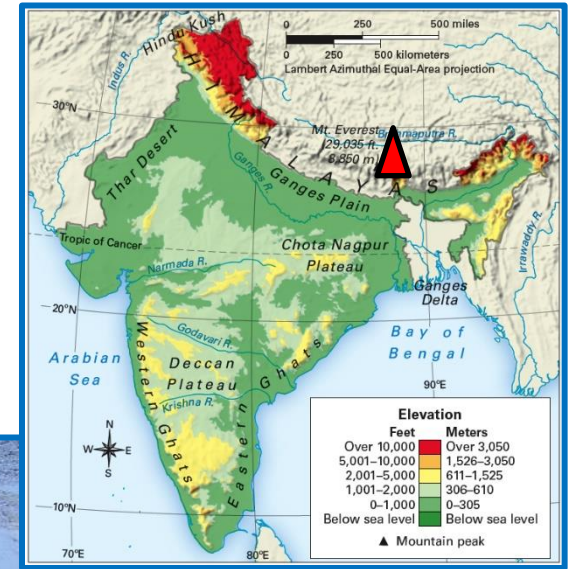 0 500 miles
0 250 500 kilometers
Lambert Azimuthal Equal-Area projection
Hindu Kush
Indus R.
HIMALAYAS
30°N
Mt. Everest
29,035 ft.
8,850 m
Thar Desert
Ganges R.
Ganges Plain
Irrawaddy R.
Tropic of Cancer
Chota Nagpur
Plateau
Narmada R.
Ganges
Delta
20°N
Godavari R.
Bay of
Bengal
Arabian
Sea
Western Ghats
Deccan
Plateau
Eastern Ghats
Krishna R.
90°E
N
W E
S
10°N
70°E
80°E
Elevation
Feet Meters
Over 10,000 Over 3,050
5,001–10,000 1,526–3,050
2,001–5,000 611–1,525
1,001–2,000 306–610
0–1,000 0–305
Below sea level Below sea level
▲ Mountain peak